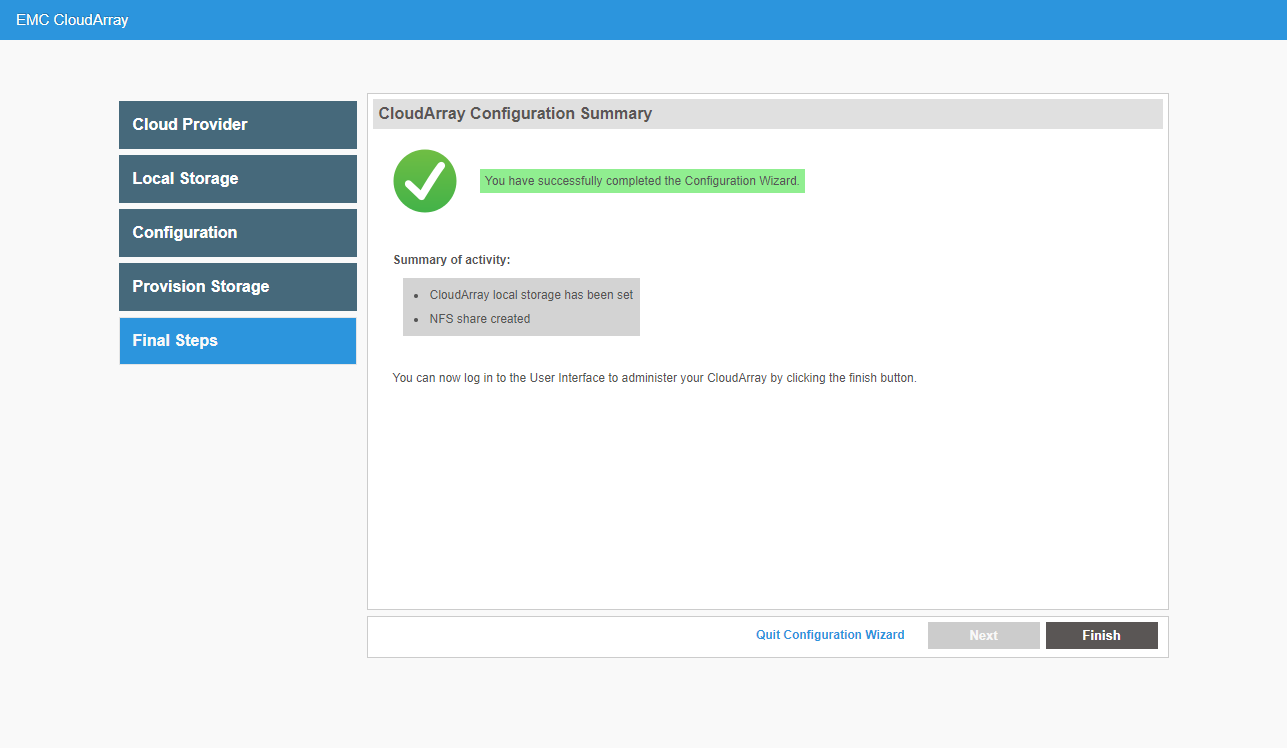 EMC CloudArray
Cloud Provider
Local Storage
Configuration
Provision Storage
Final Steps
CloudArray Configuration Summary
You have successfully completed the Configuration Wizard.
Summary of activity:
CloudArray local storage has been set
NFS share created
You can now log in to the User Interface to administer your CloudArray by clicking the finish button.
Quit Configuration Wizard
Next
Finish